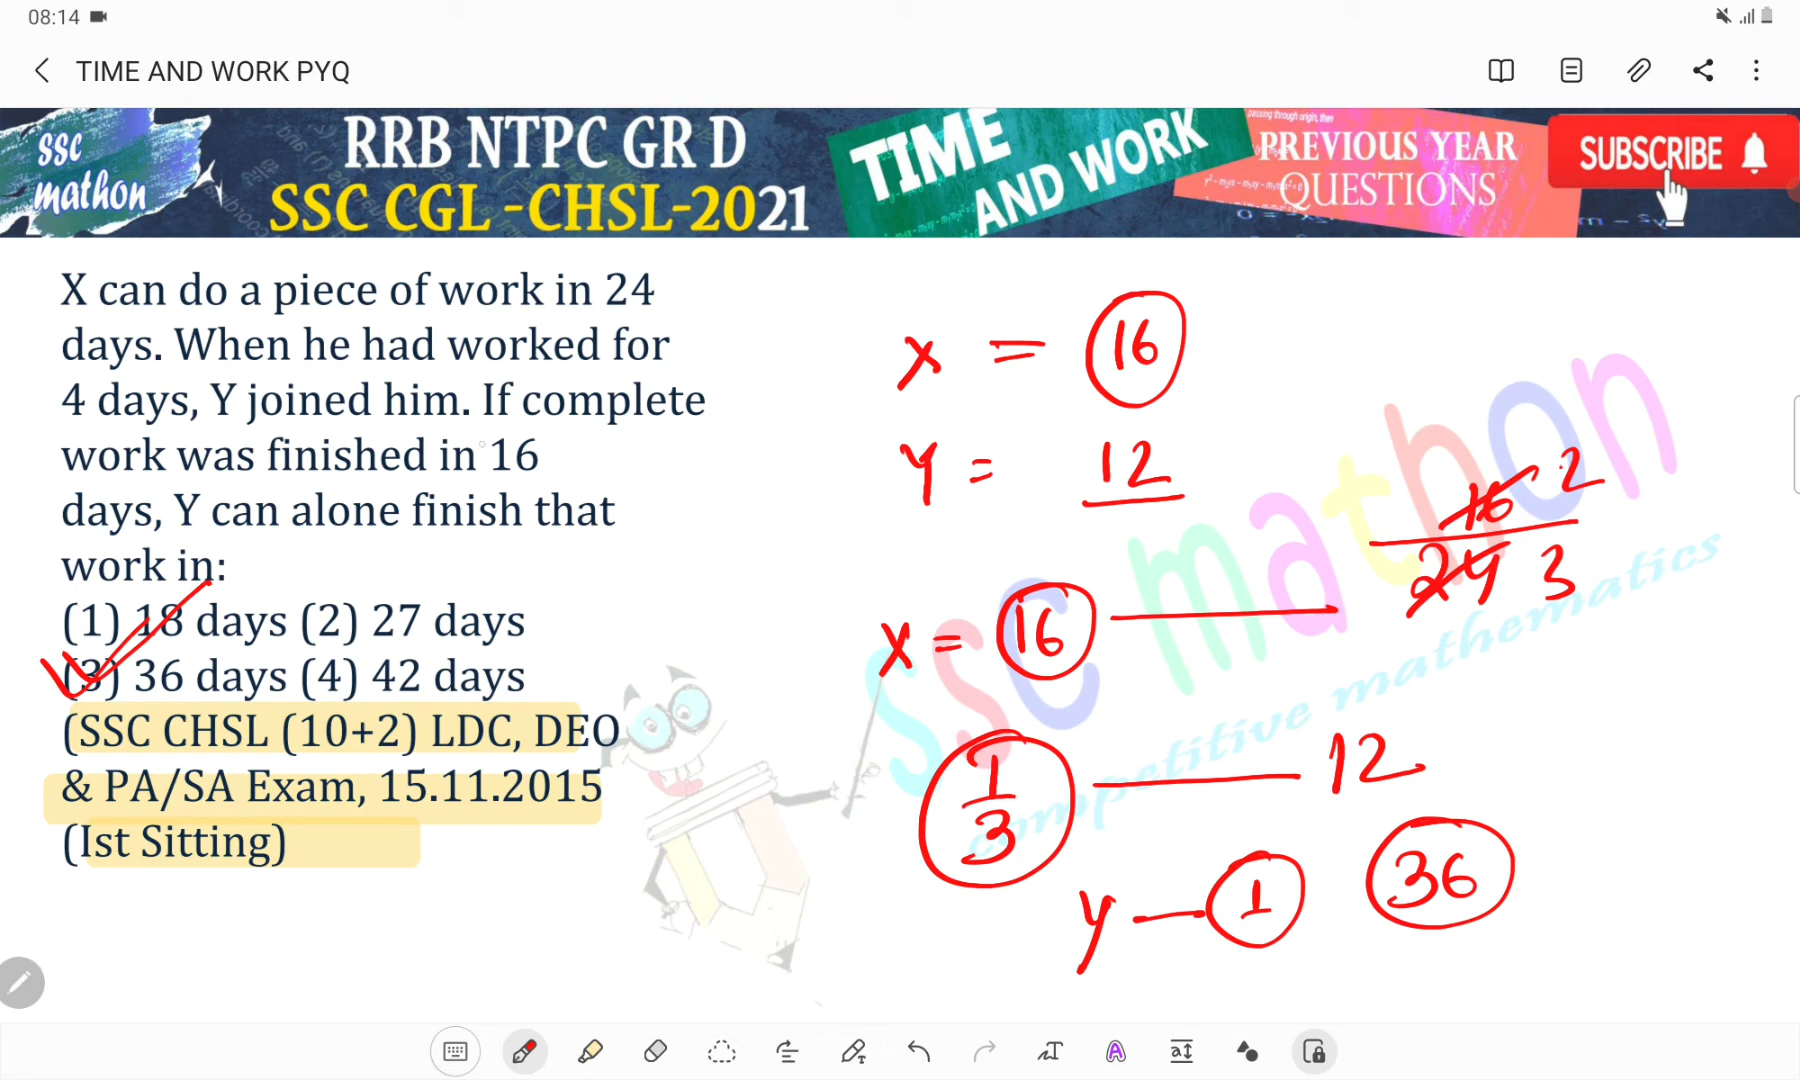 08:14
TIME AND WORK PYQ
SSC
mathon
RRB NTPC GR D
SSC CGL -CHSL-2021
TIME
AND WORK
passing through origin, then
PREVIOUS YEAR
QUESTIONS
SUBSCRIBE
X can do a piece of work in 24
days. When he had worked for
4 days, Y joined him. If complete
work was finished in 16
days, Y can alone finish that
work in:
(1) 18 days (2) 27 days
(3) 36 days (4) 42 days
(SSC CHSL (10+2) LDC, DEO
& PA/SA Exam, 15.11.2015
(Ist Sitting)
x = 16
y = 12
x = 16 — 16/24 2/3
1/3 — 12
y — 1 36
ssc mathon
competitive mathematics